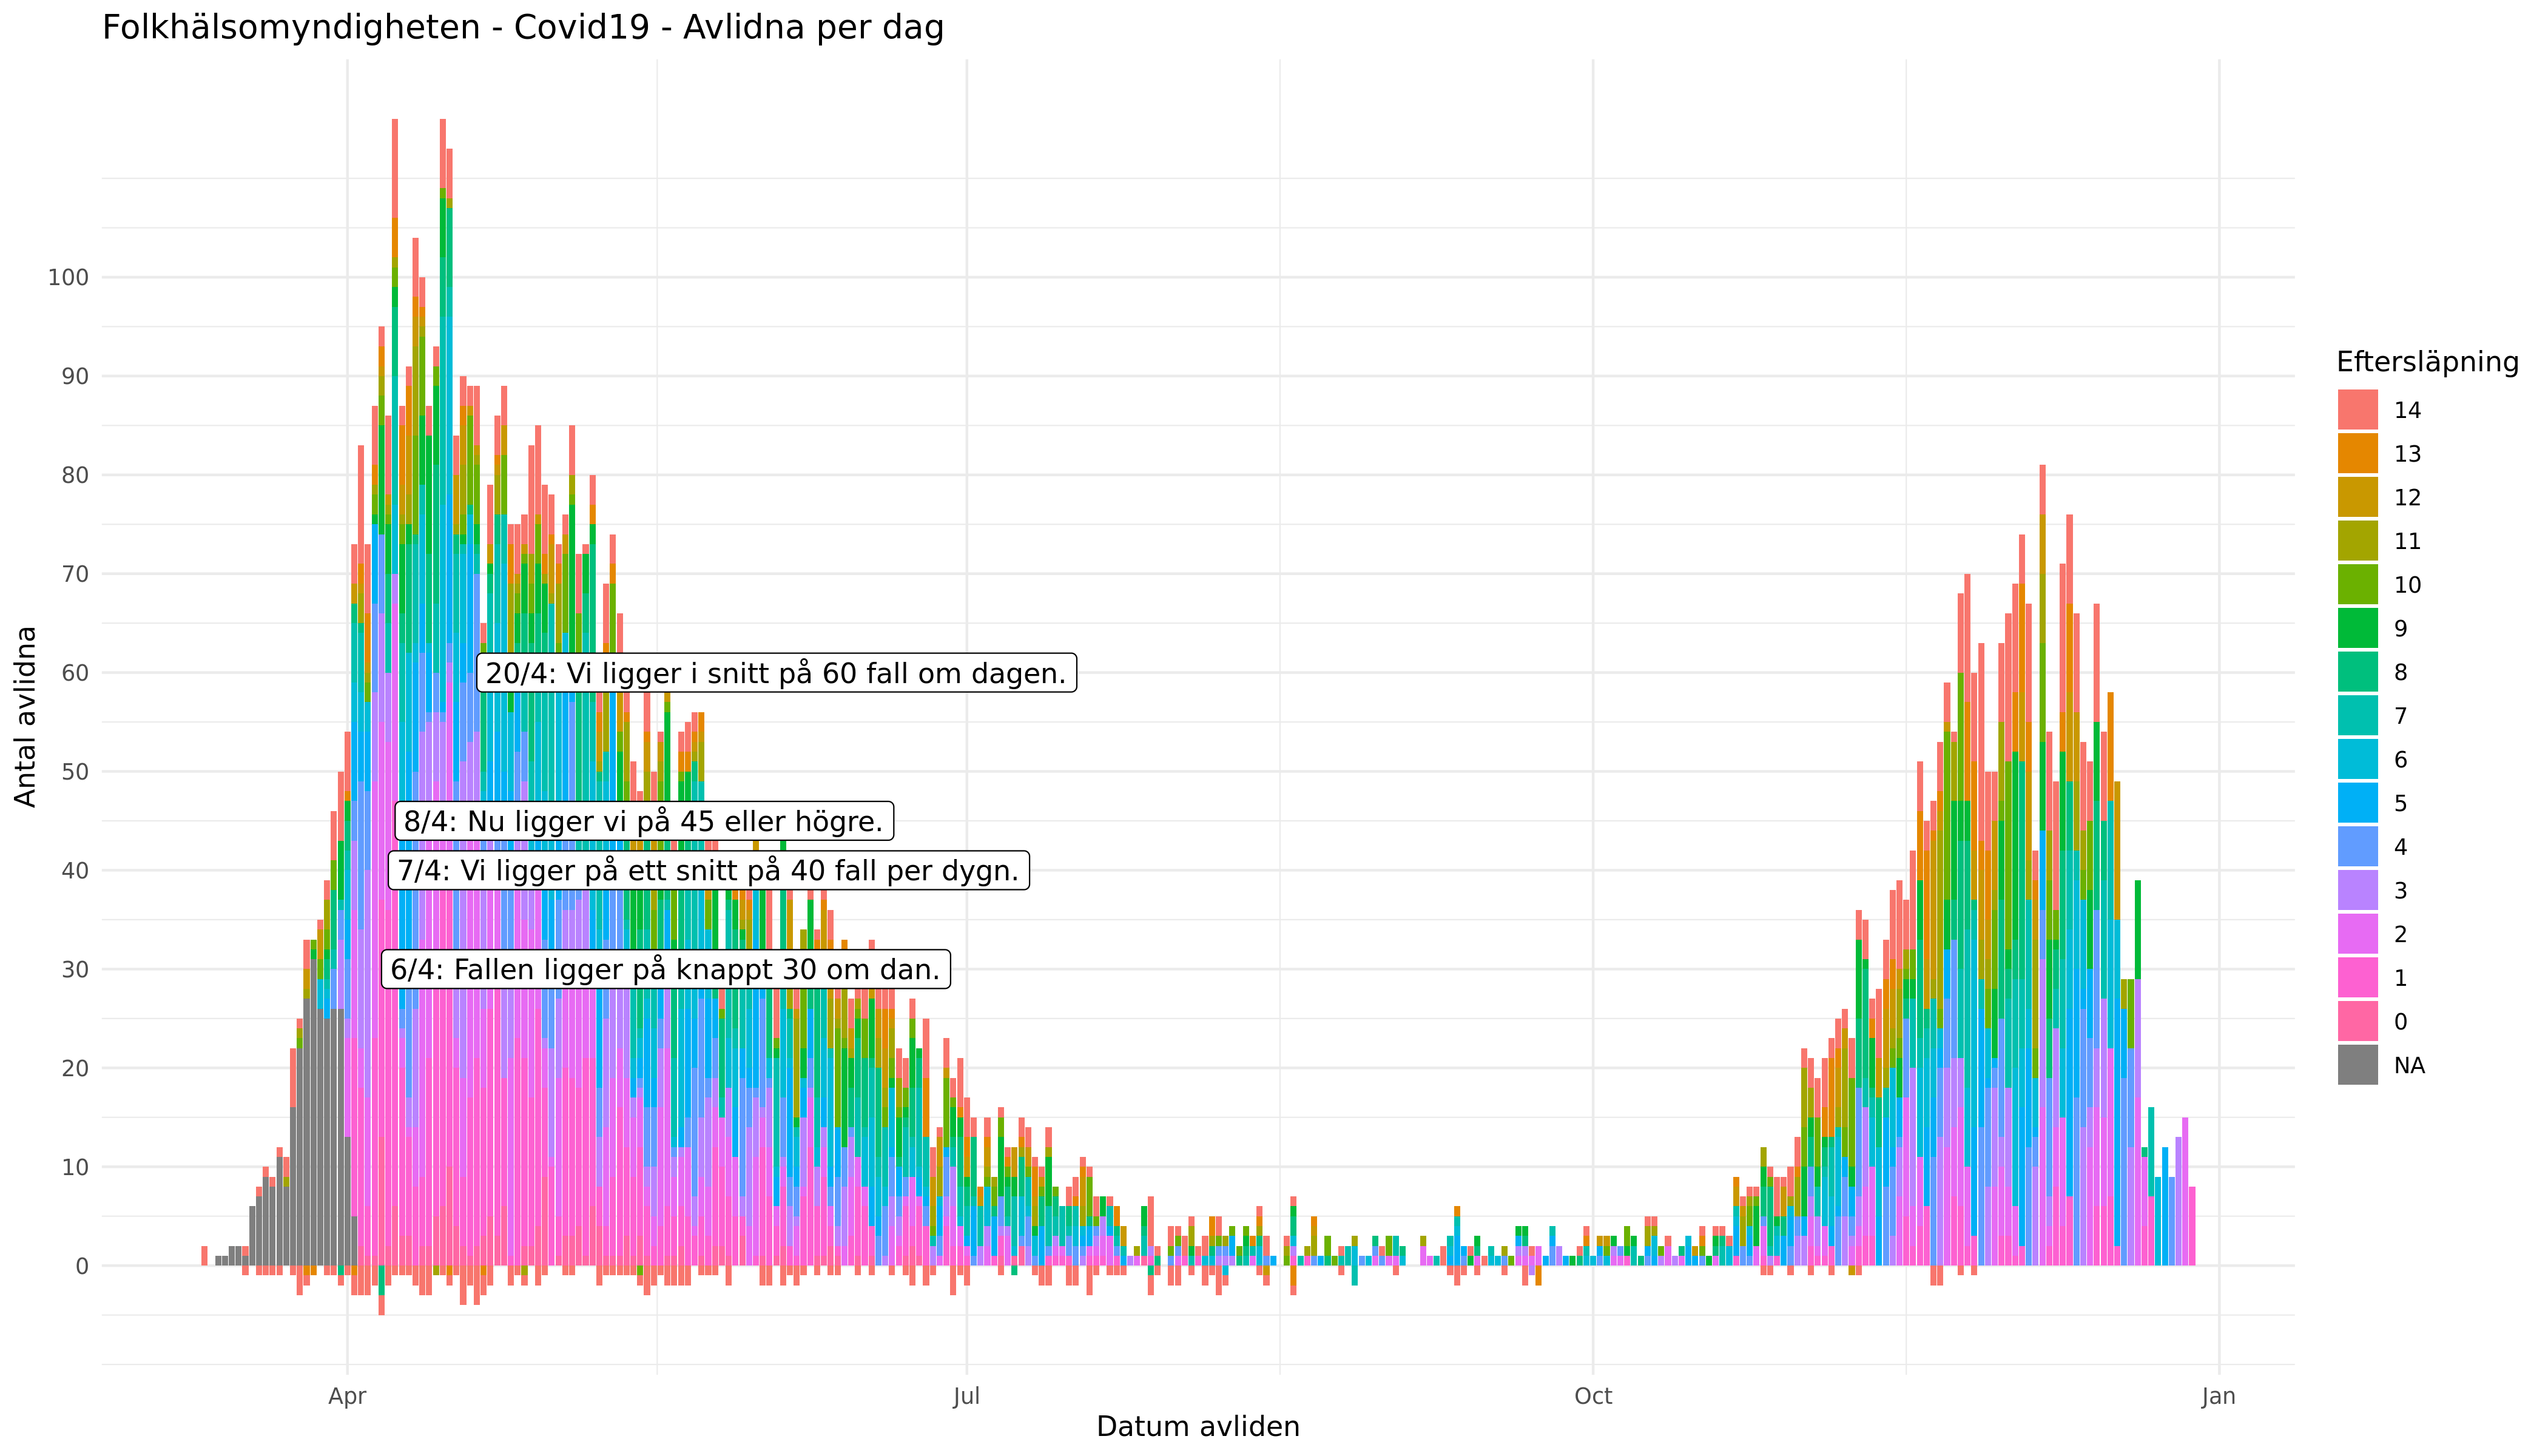 Folkhälsomyndigheten - Covid19 - Avlidna per dag
Antal avlidna
100
90
80
70
60
50
40
30
20
10
0
20/4: Vi ligger i snitt på 60 fall om dagen.
8/4: Nu ligger vi på 45 eller högre.
7/4: Vi ligger på ett snitt på 40 fall per dygn.
6/4: Fallen ligger på knappt 30 om dan.
Apr
Jul
Oct
Jan
Datum avliden
Eftersläpning
14
13
12
11
10
9
8
7
6
5
4
3
2
1
0
NA